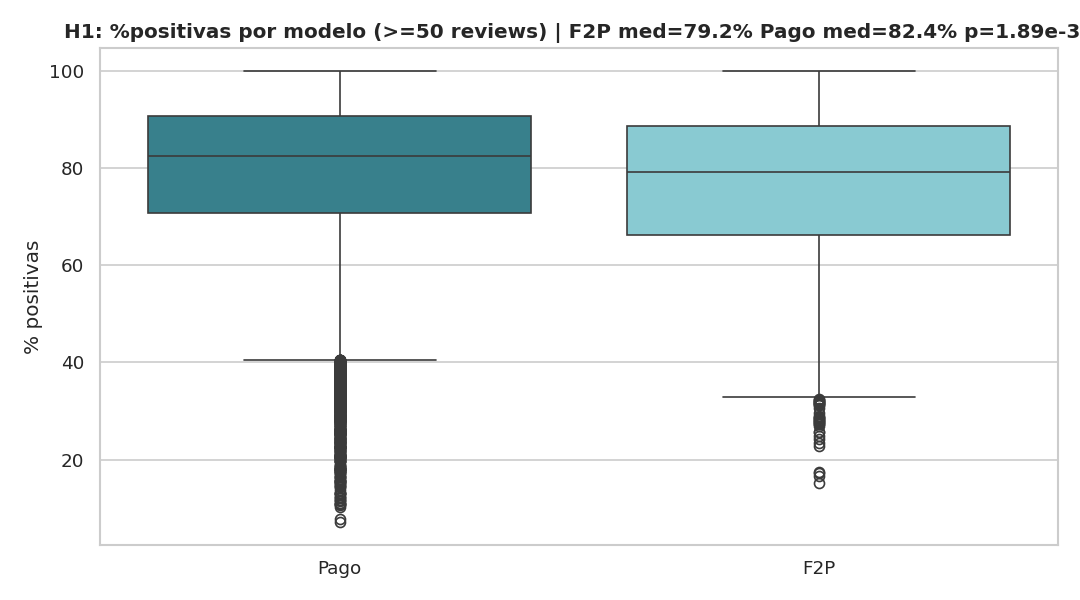 H1: %positivas por modelo (>=50 reviews) | F2P med=79.2% Pago med=82.4% p=1.89e-3
100
80
60
40
20
% positivas
Pago
F2P